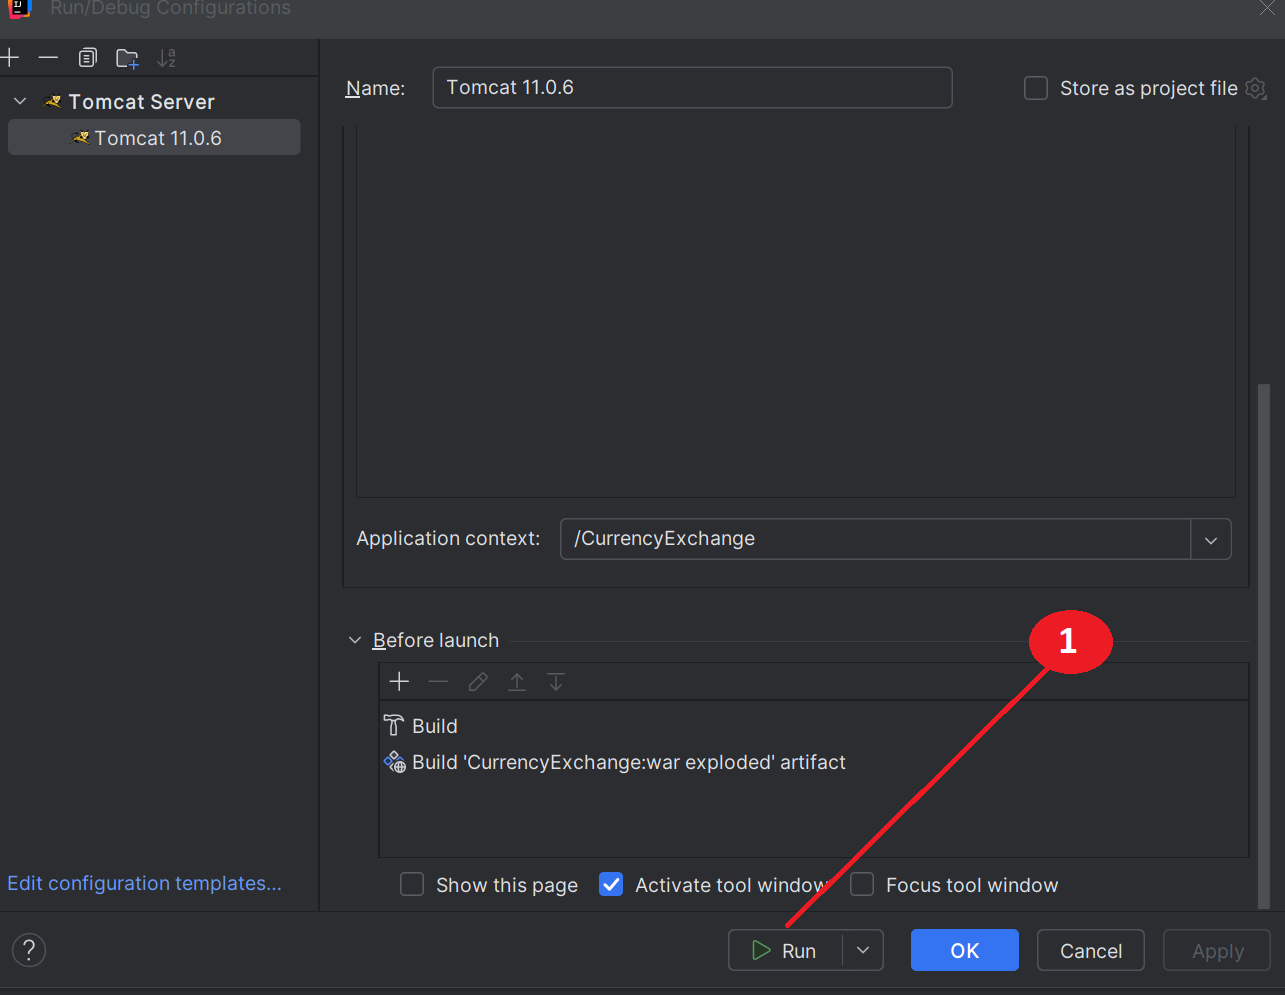 Run/Debug Configurations
Tomcat Server
Tomcat 11.0.6
Edit configuration templates...
Name: Tomcat 11.0.6 Store as project file
Application context: /CurrencyExchange
1
Before launch
Build
Build 'CurrencyExchange:war exploded' artifact
Show this page Activate tool window Focus tool window
? Run OK Cancel Apply